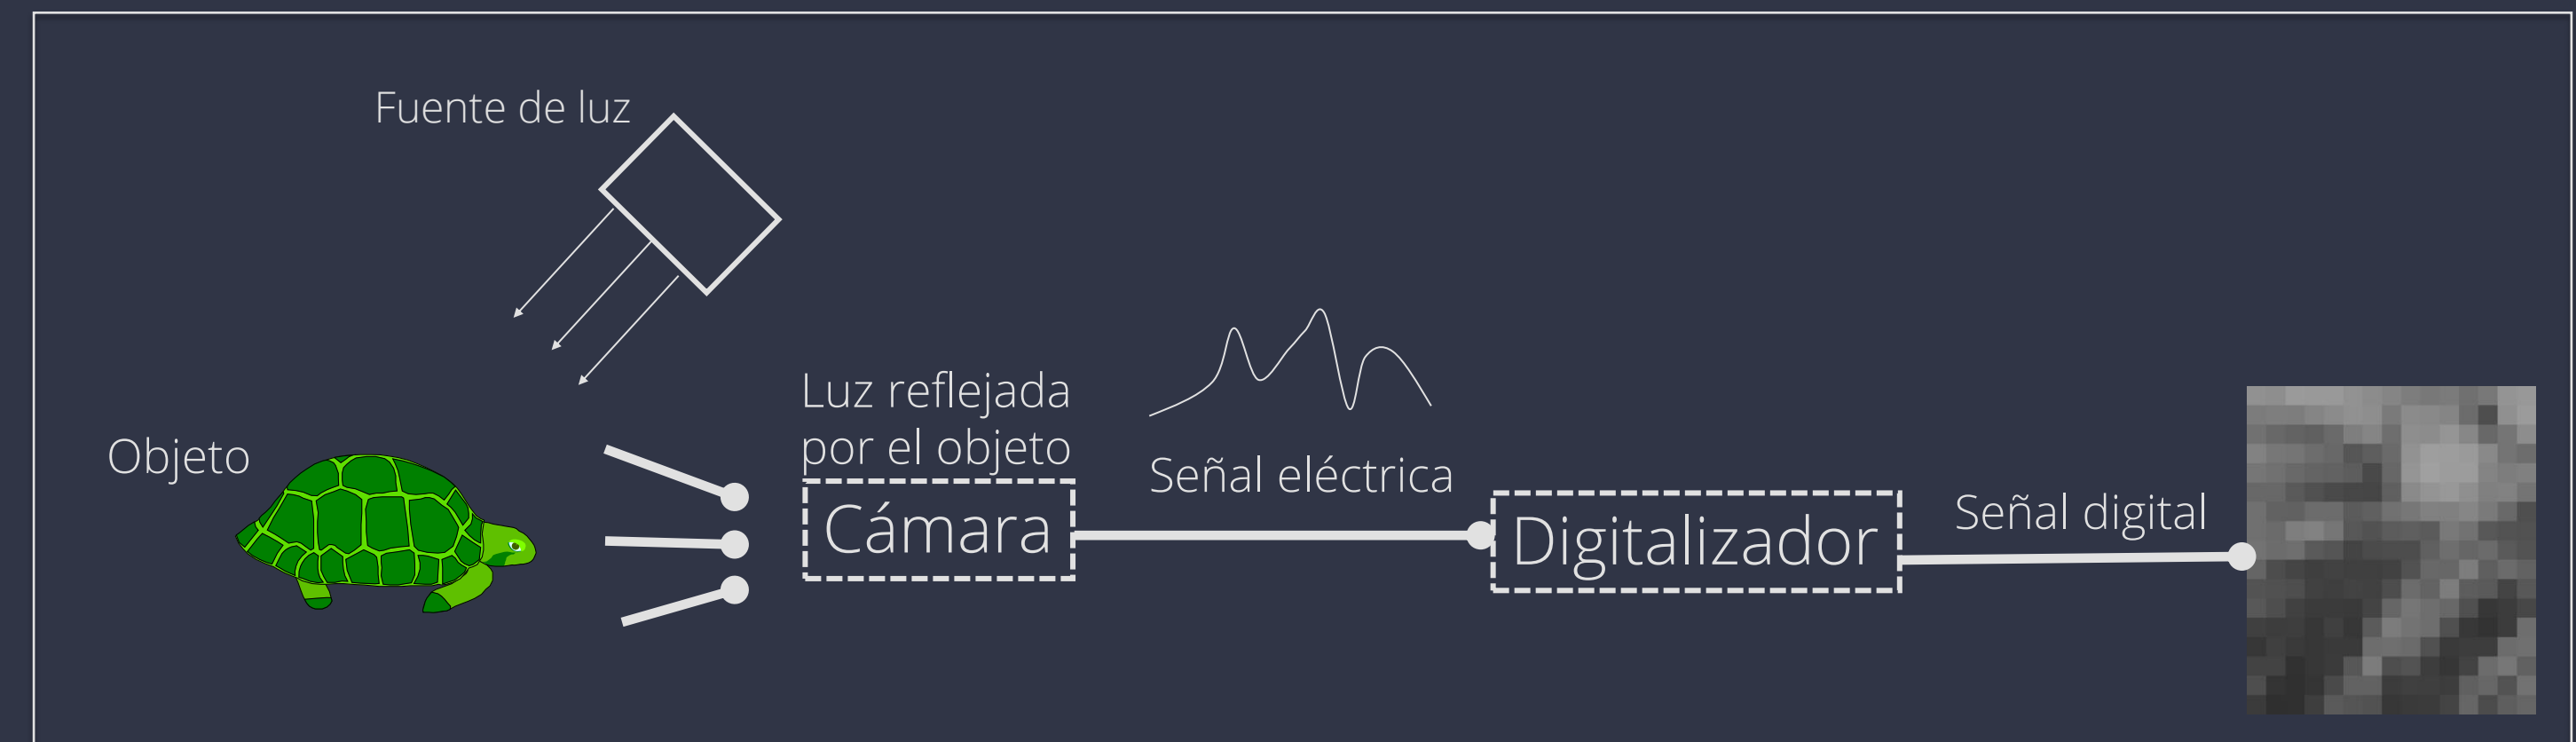 Fuente de luz
Objeto
Luz reflejada
por el objeto
Cámara
Señal eléctrica
Digitalizador
Señal digital